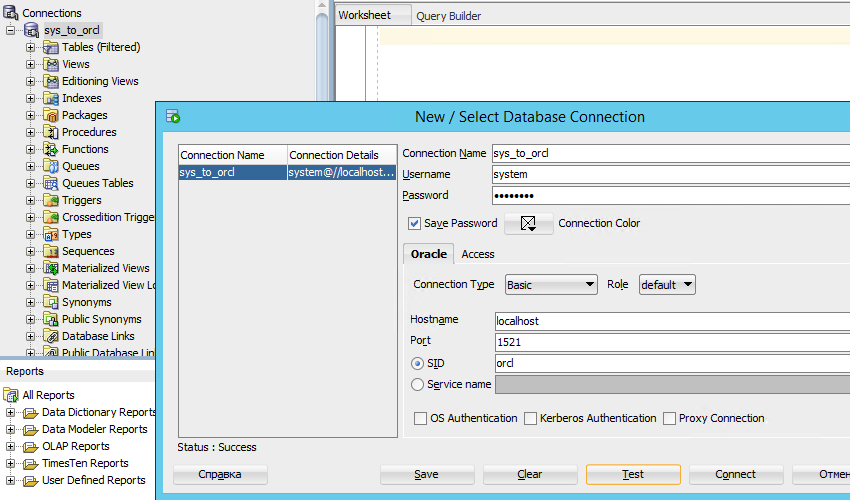 Connections
sys_to_orcl
Tables (Filtered)
Views
Editioning Views
Indexes
Packages
Procedures
Functions
Queues
Queues Tables
Triggers
Crossedition Trigge
Types
Sequences
Materialized Views
Materialized View Lo
Synonyms
Public Synonyms
Database Links
Public Database Lin
Reports
All Reports
Data Dictionary Reports
Data Modeler Reports
OLAP Reports
TimesTen Reports
User Defined Reports
Worksheet Query Builder
New / Select Database Connection
Connection Name Connection Details
sys_to_orcl system@//localhost...
Connection Name sys_to_orcl
Username system
Password ••••••••
Save Password Connection Color
Oracle Access
Connection Type Basic Role default
Hostname localhost
Port 1521
SID orcl
Service name
OS Authentication Kerberos Authentication Proxy Connection
Status : Success
Справка Save Clear Test Connect Отмен